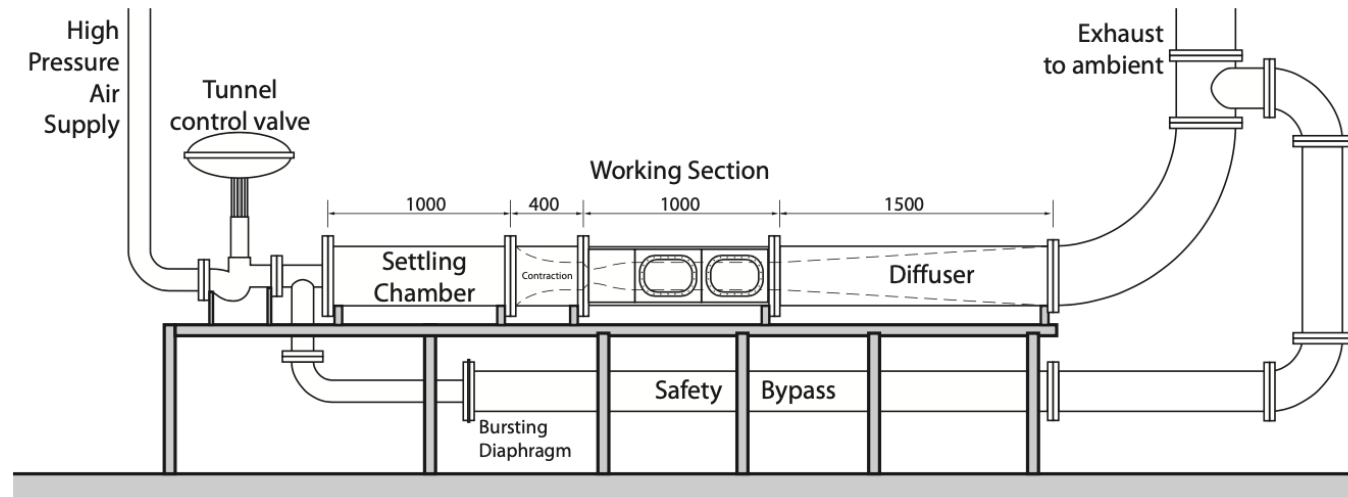 High
Pressure
Air
Supply
Tunnel
control valve
Exhaust
to ambient
Working Section
1000
400
1000
1500
Settling
Chamber
Contraction
Diffuser
Safety Bypass
Bursting
Diaphragm